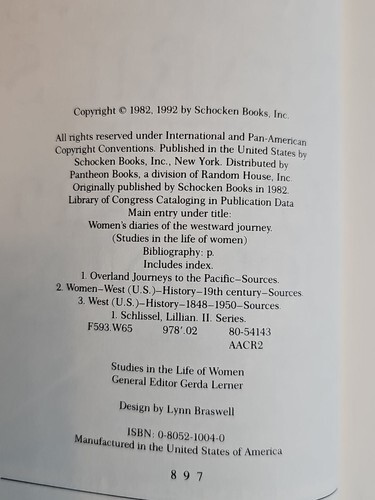 Copyright © 1982, 1992 by Schocken Books, Inc.
All rights reserved under International and Pan-American
Copyright Conventions. Published in the United States by
Schocken Books, Inc., New York. Distributed by
Pantheon Books, a division of Random House, Inc.
Originally published by Schocken Books in 1982.
Library of Congress Cataloging in Publication Data
Main entry under title:
Women's diaries of the westward journey.
(Studies in the life of women)
Bibliography: p.
Includes index.
1. Overland Journeys to the Pacific–Sources.
2. Women–West (U.S.)–History–19th century–Sources.
3. West (U.S.)–History–1848–1950–Sources.
1. Schlissel, Lillian. II. Series.
F593.W65 978'.02 80-54143
AACR2
Studies in the Life of Women
General Editor Gerda Lerner
Design by Lynn Braswell
ISBN: 0-8052-1004-0
Manufactured in the United States of America
8 9 7